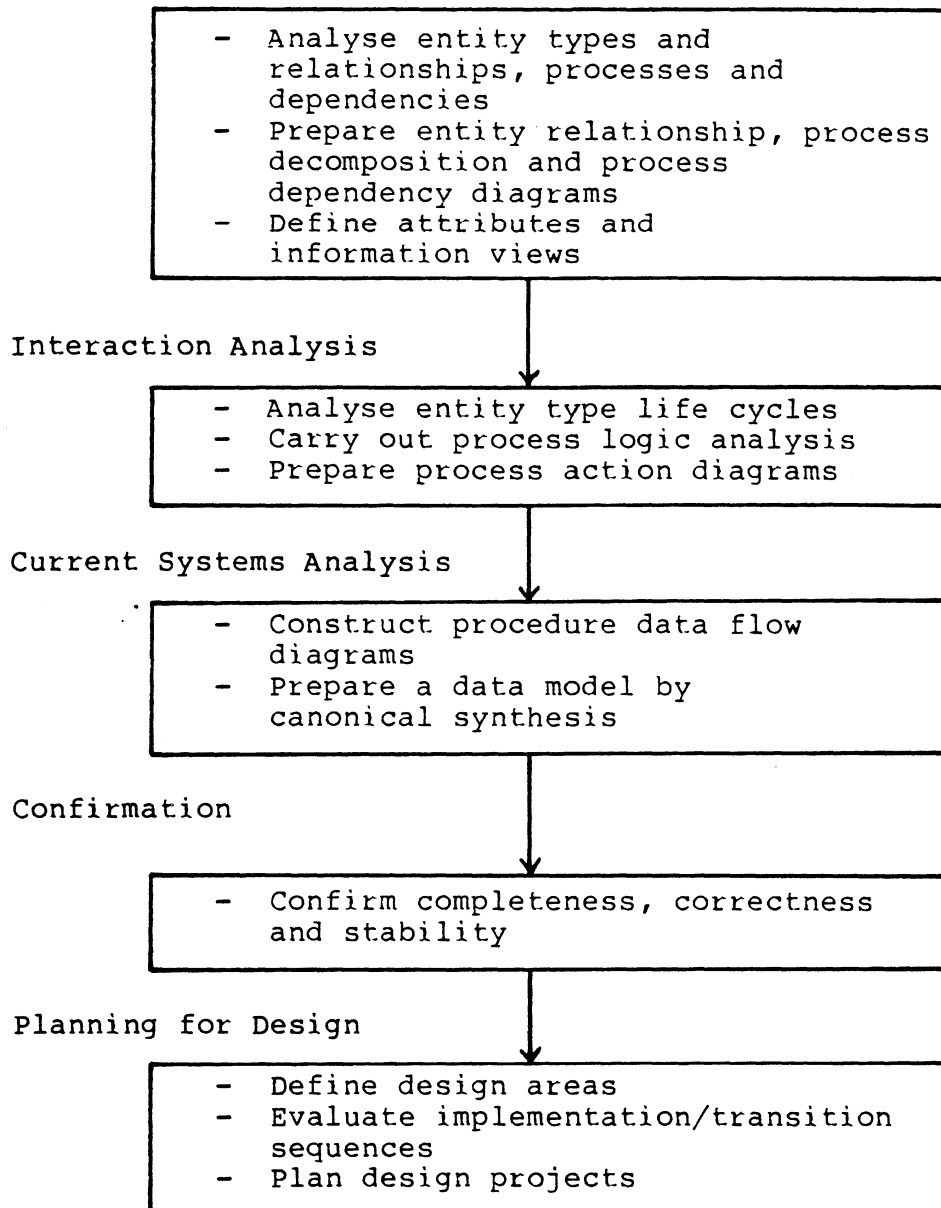 - Analyse entity types and
relationships, processes and
dependencies
- Prepare entity relationship, process
decomposition and process
dependency diagrams
- Define attributes and
information views
Interaction Analysis
- Analyse entity type life cycles
- Carry out process logic analysis
- Prepare process action diagrams
Current Systems Analysis
- Construct procedure data flow
diagrams
- Prepare a data model by
canonical synthesis
Confirmation
- Confirm completeness, correctness
and stability
Planning for Design
- Define design areas
- Evaluate implementation/transition
sequences
- Plan design projects